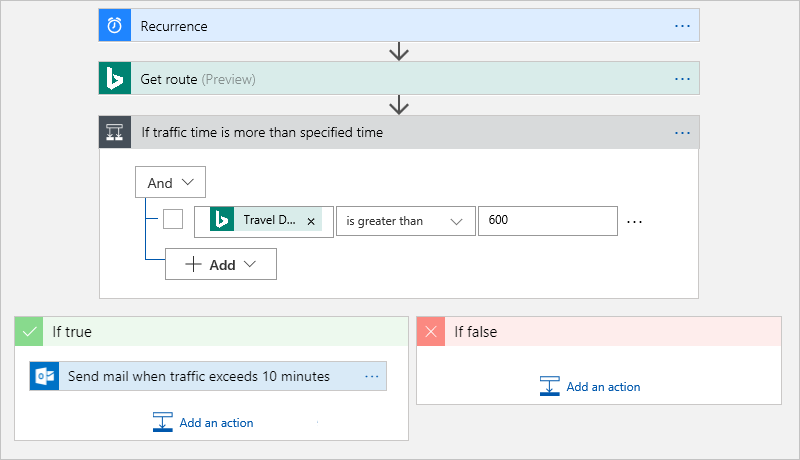 Recurrence
Get route (Preview)
If traffic time is more than specified time
And
Travel D... × is greater than 600
Add
If true
If false
Send mail when traffic exceeds 10 minutes
Add an action
Add an action